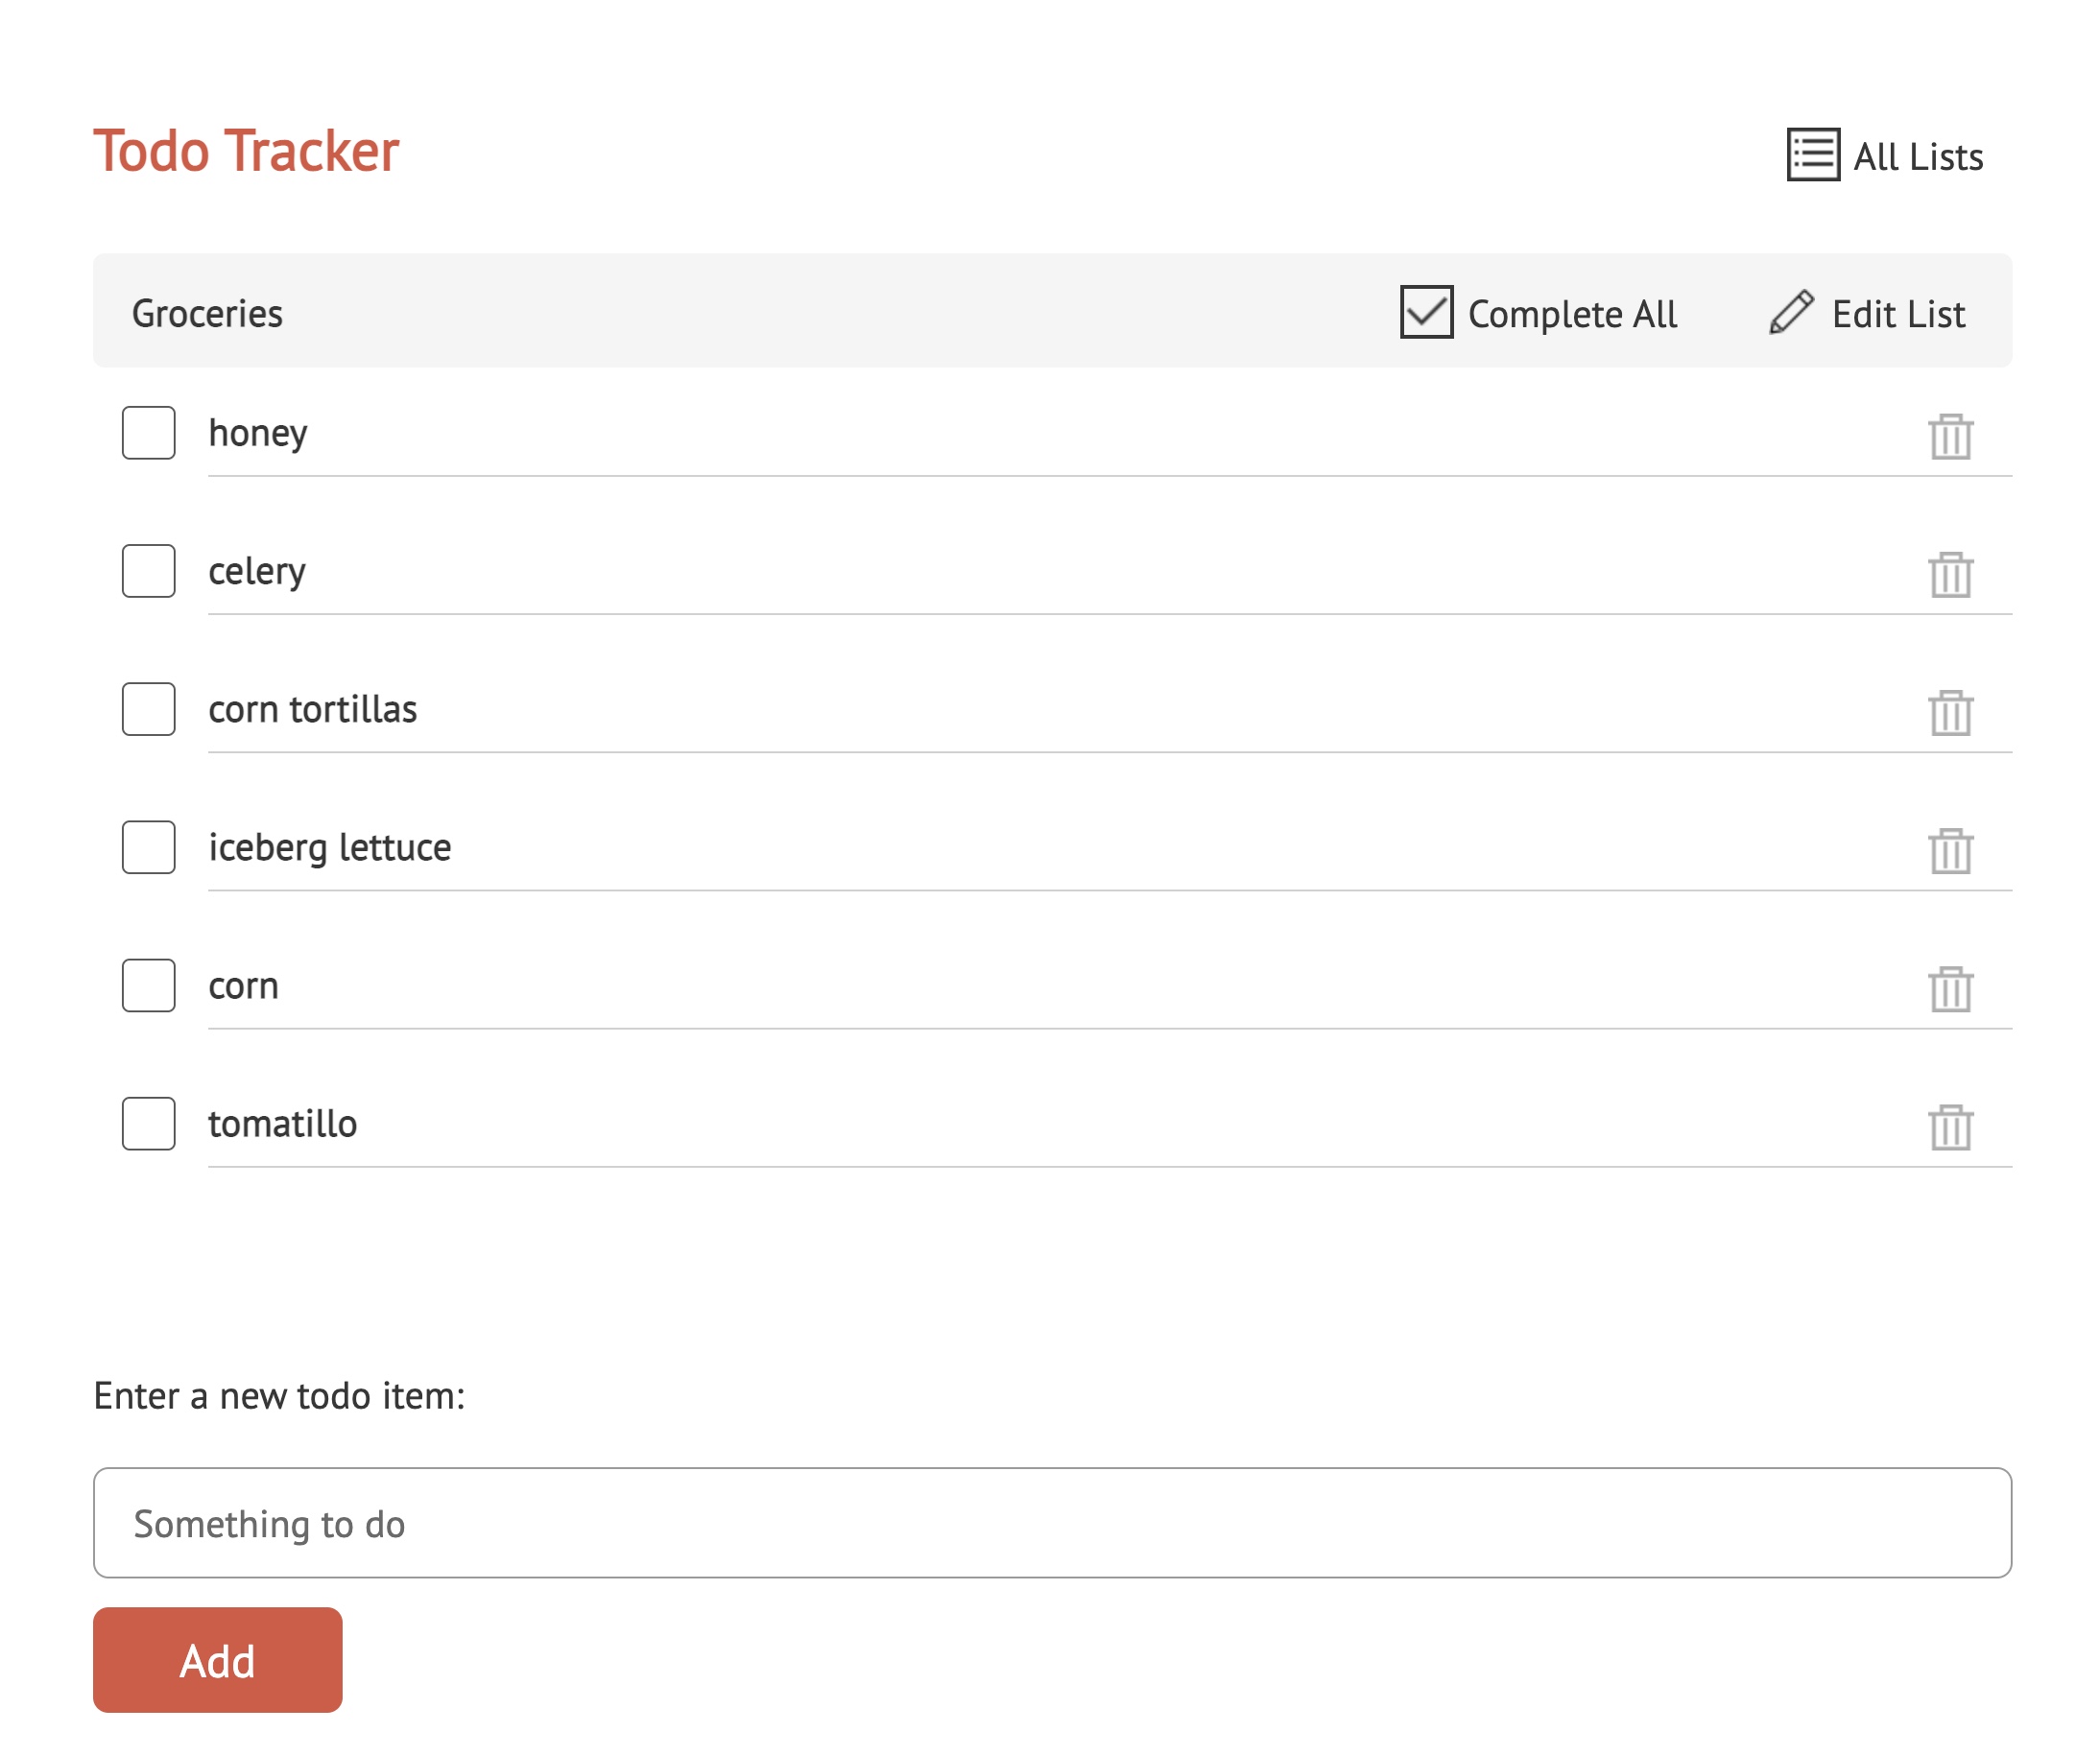 Todo Tracker
All Lists
Groceries
Complete All
Edit List
honey
celery
corn tortillas
iceberg lettuce
corn
tomatillo
Enter a new todo item:
Something to do
Add